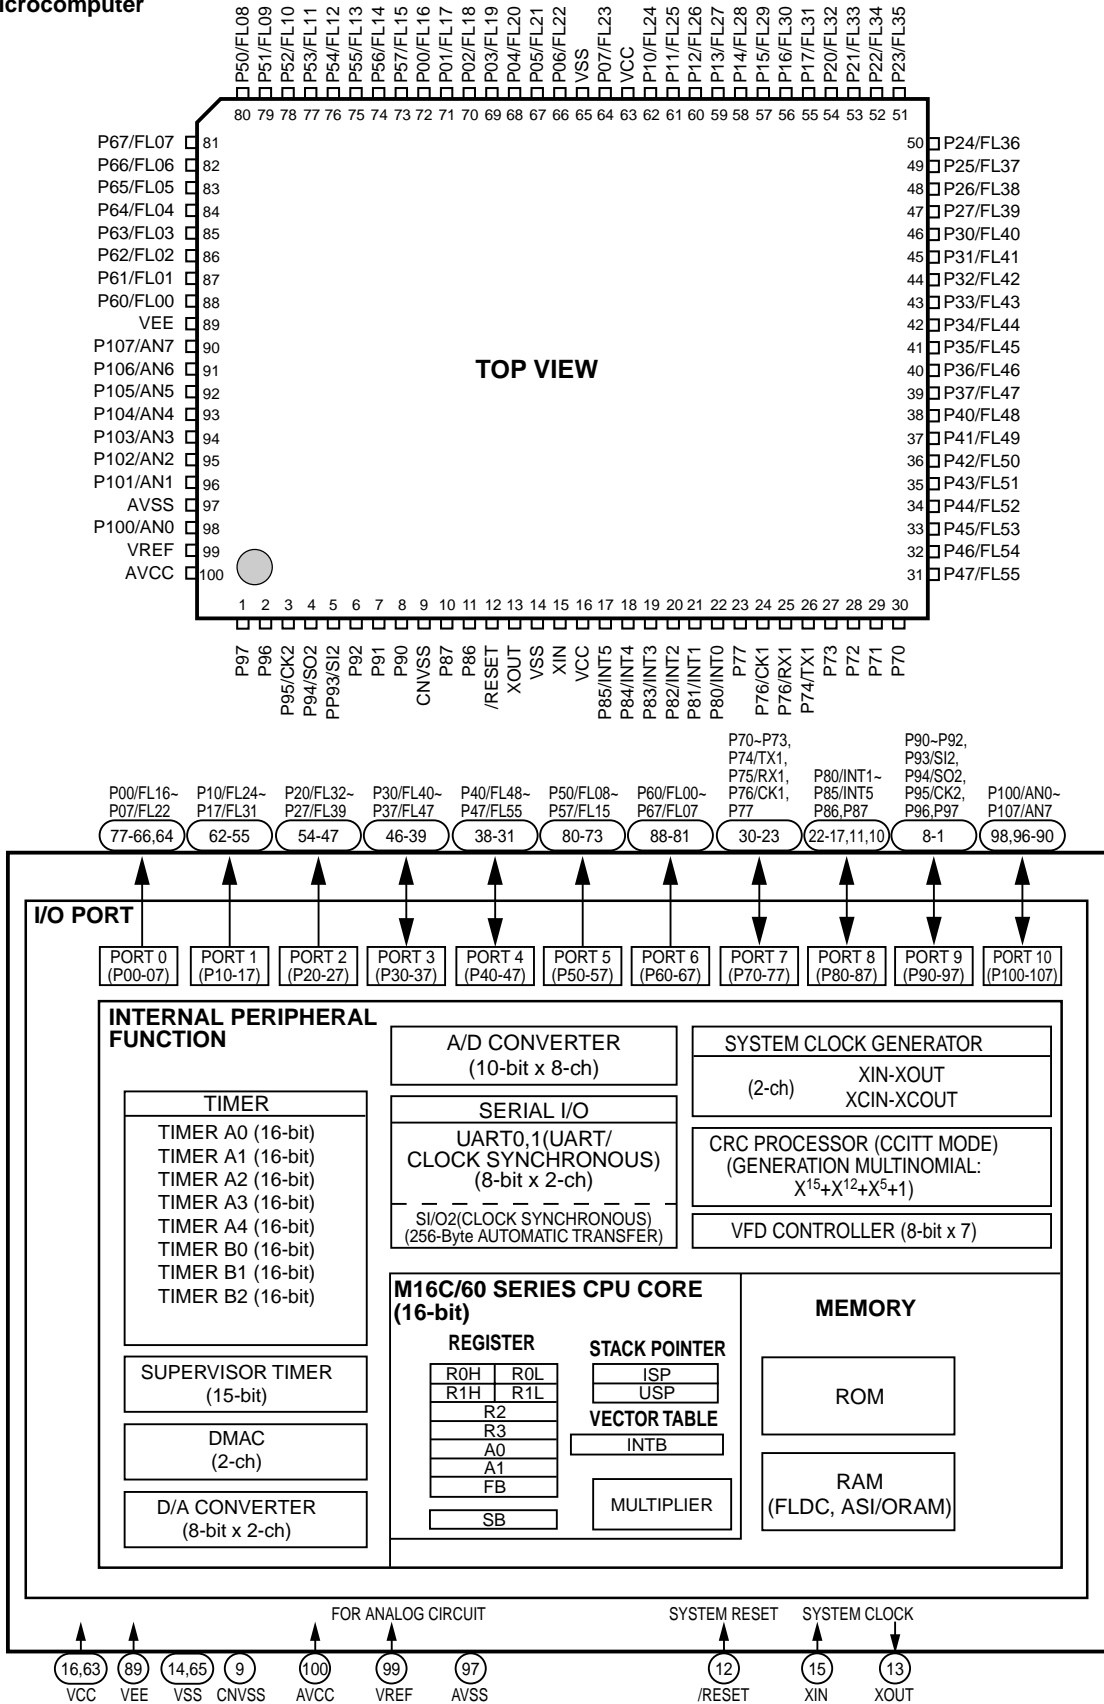 Microcomputer
P50/FL08
P51/FL09
P52/FL10
P53/FL11
P54/FL12
P55/FL13
P56/FL14
P57/FL15
P00/FL16
P01/FL17
P02/FL18
P03/FL19
P04/FL20
P05/FL21
P06/FL22
VSS
P07/FL23
VCC
P10/FL24
P11/FL25
P12/FL26
P13/FL27
P14/FL28
P15/FL29
P16/FL30
P17/FL31
P20/FL32
P21/FL33
P22/FL34
P23/FL35
80 79 78 77 76 75 74 73 72 71 70 69 68 67 66 65 64 63 62 61 60 59 58 57 56 55 54 53 52 51
P67/FL07 81
P66/FL06 82
P65/FL05 83
P64/FL04 84
P63/FL03 85
P62/FL02 86
P61/FL01 87
P60/FL00 88
VEE 89
P107/AN7 90
P106/AN6 91
P105/AN5 92
P104/AN4 93
P103/AN3 94
P102/AN2 95
P101/AN1 96
AVSS 97
P100/AN0 98
VREF 99
AVCC 100
TOP VIEW
50 P24/FL36
49 P25/FL37
48 P26/FL38
47 P27/FL39
46 P30/FL40
45 P31/FL41
44 P32/FL42
43 P33/FL43
42 P34/FL44
41 P35/FL45
40 P36/FL46
39 P37/FL47
38 P40/FL48
37 P41/FL49
36 P42/FL50
35 P43/FL51
34 P44/FL52
33 P45/FL53
32 P46/FL54
31 P47/FL55
1 2 3 4 5 6 7 8 9 10 11 12 13 14 15 16 17 18 19 20 21 22 23 24 25 26 27 28 29 30
P97
P96
P95/CK2
P94/SO2
PP93/SI2
P92
P91
P90
CNVSS
P87
P86
/RESET
XOUT
VSS
XIN
VCC
P85/INT5
P84/INT4
P83/INT3
P82/INT2
P81/INT1
P80/INT0
P77
P76/CK1
P76/RX1
P74/TX1
P73
P72
P71
P70
P00/FL16~
P07/FL22
77-66,64
P10/FL24~
P17/FL31
62-55
P20/FL32~
P27/FL39
54-47
P30/FL40~
P37/FL47
46-39
P40/FL48~
P47/FL55
38-31
P50/FL08~
P57/FL15
80-73
P60/FL00~
P67/FL07
88-81
P70~P73,
P74/TX1,
P75/RX1,
P76/CK1,
P77
30-23
P80/INT1~
P85/INT5
P86,P87
22-17,11,10
P90~P92,
P93/SI2,
P94/SO2,
P95/CK2,
P96,P97
8-1
P100/AN0~
P107/AN7
98,96-90
I/O PORT
PORT 0
(P00-07)
PORT 1
(P10-17)
PORT 2
(P20-27)
PORT 3
(P30-37)
PORT 4
(P40-47)
PORT 5
(P50-57)
PORT 6
(P60-67)
PORT 7
(P70-77)
PORT 8
(P80-87)
PORT 9
(P90-97)
PORT 10
(P100-107)
INTERNAL PERIPHERAL
FUNCTION
TIMER
TIMER A0 (16-bit)
TIMER A1 (16-bit)
TIMER A2 (16-bit)
TIMER A3 (16-bit)
TIMER A4 (16-bit)
TIMER B0 (16-bit)
TIMER B1 (16-bit)
TIMER B2 (16-bit)
SUPERVISOR TIMER
(15-bit)
DMAC
(2-ch)
D/A CONVERTER
(8-bit x 2-ch)
A/D CONVERTER
(10-bit x 8-ch)
SERIAL I/O
UART0,1(UART/
CLOCK SYNCHRONOUS)
(8-bit x 2-ch)
SI/O2(CLOCK SYNCHRONOUS)
(256-Byte AUTOMATIC TRANSFER)
SYSTEM CLOCK GENERATOR
(2-ch)
XIN-XOUT
XCIN-XCOUT
CRC PROCESSOR (CCITT MODE)
(GENERATION MULTINOMIAL:
X¹⁵+X¹²+X⁵+1)
VFD CONTROLLER (8-bit x 7)
M16C/60 SERIES CPU CORE
(16-bit)
REGISTER
R0H R0L
R1H R1L
R2
R3
A0
A1
FB
SB
STACK POINTER
ISP
USP
VECTOR TABLE
INTB
MULTIPLIER
MEMORY
ROM
RAM
(FLDC, ASI/ORAM)
FOR ANALOG CIRCUIT
SYSTEM RESET
SYSTEM CLOCK
16,63 89 14,65 9 100 99 97 12 15 13
VCC VEE VSS CNVSS AVCC VREF AVSS /RESET XIN XOUT